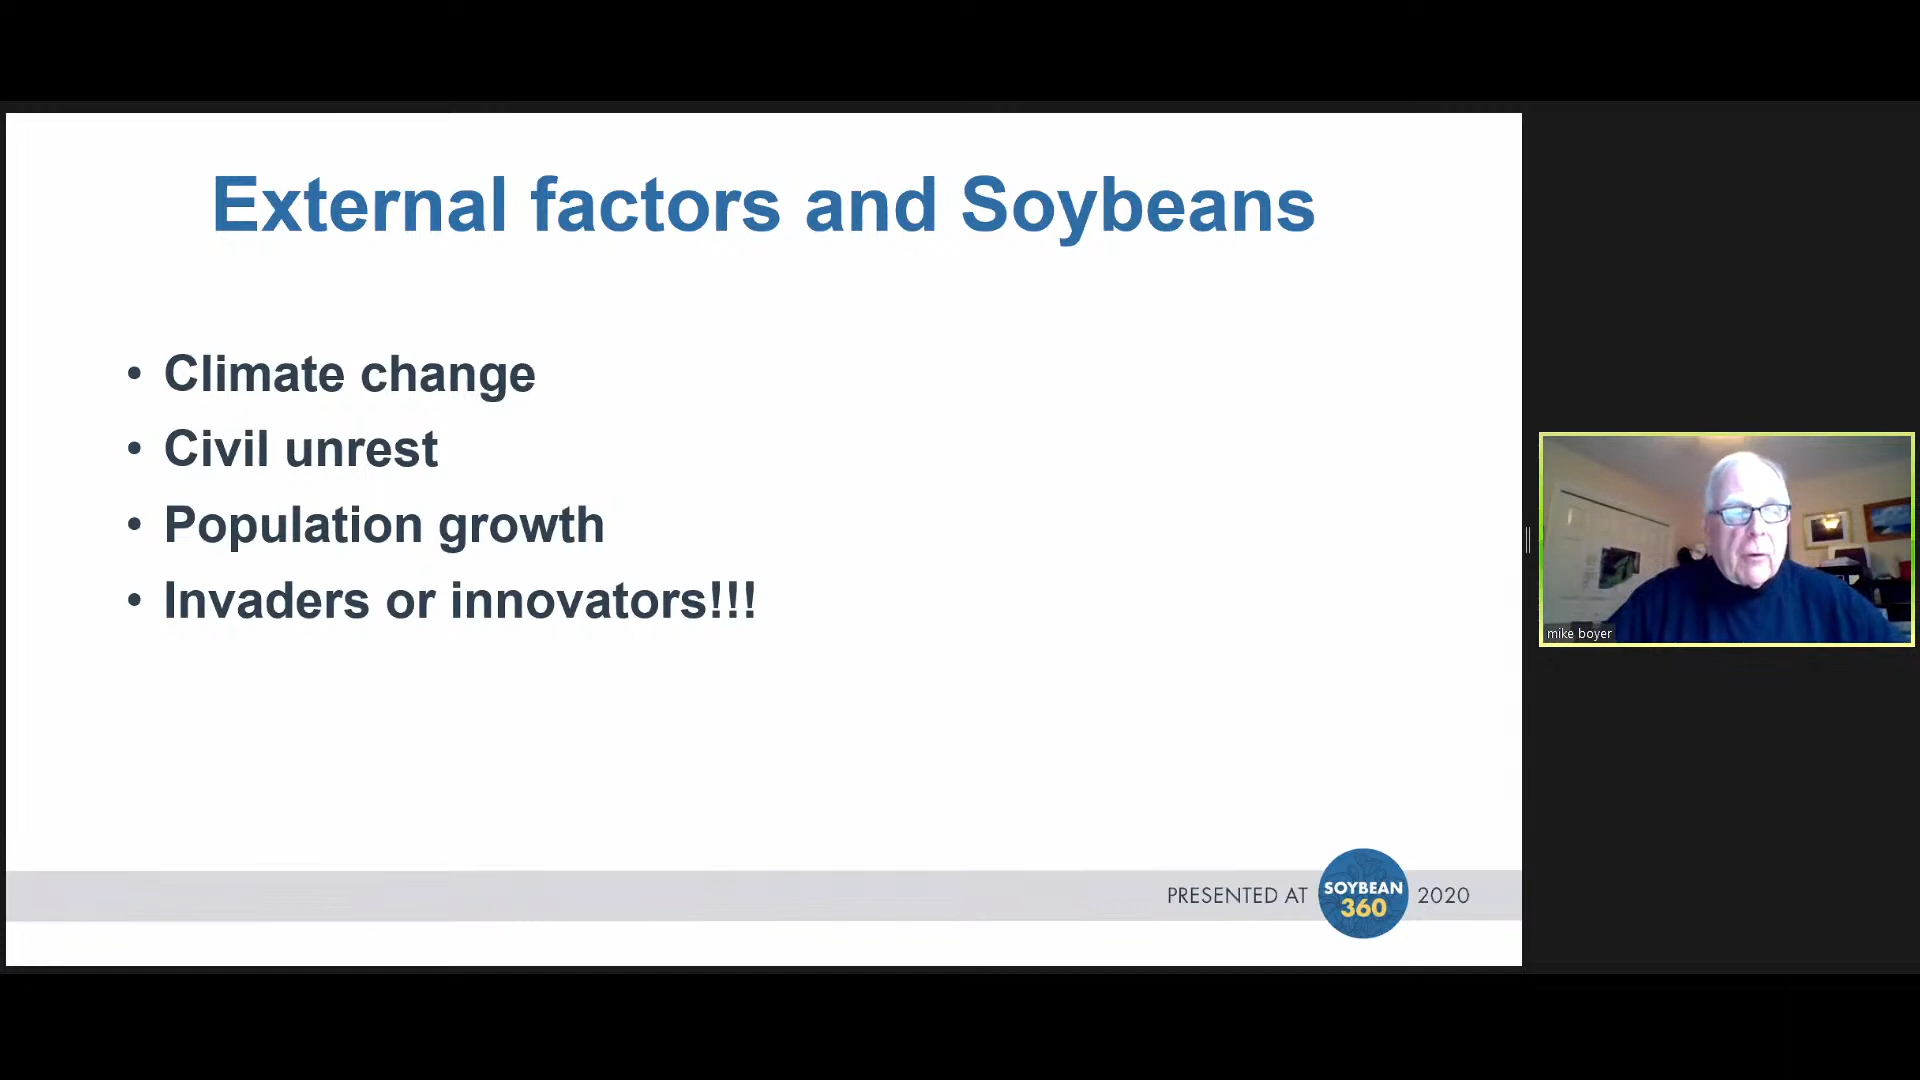 External factors and Soybeans
• Climate change
• Civil unrest
• Population growth
• Invaders or innovators!!!
mike boyer
PRESENTED AT SOYBEAN 360 2020